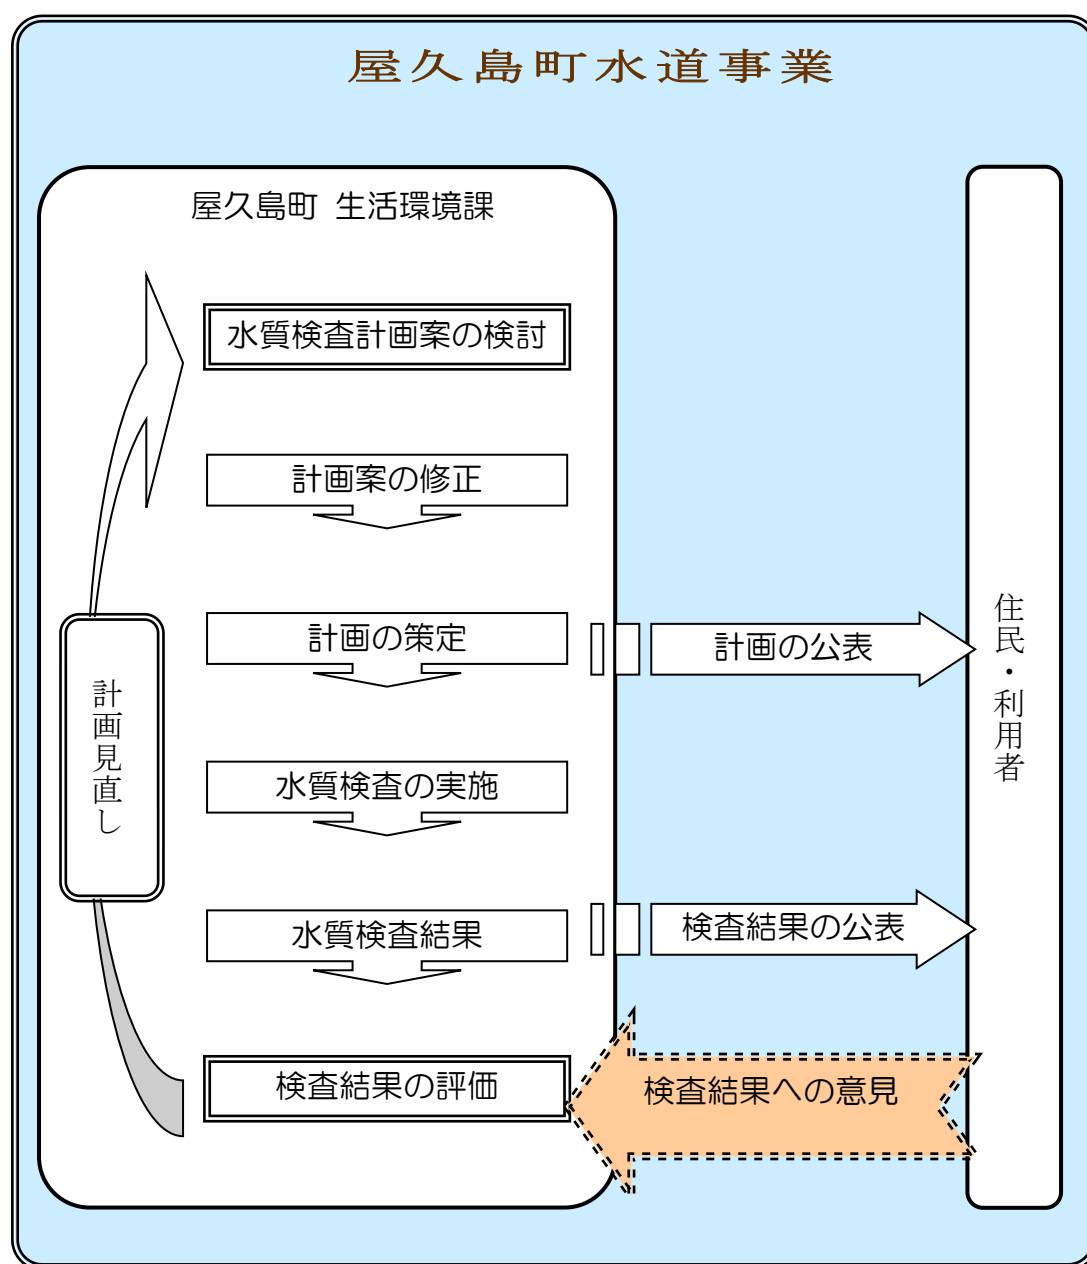 屋久島町水道事業
屋久島町 生活環境課
水質検査計画案の検討
計画案の修正
計画の策定
計画の公表
住民・利用者
計画見直し
水質検査の実施
水質検査結果
検査結果の公表
検査結果の評価
検査結果への意見